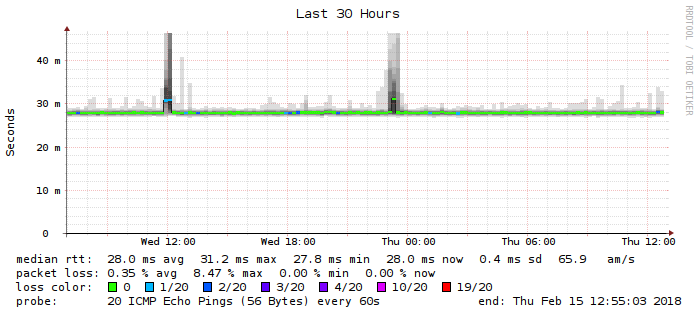 Last 30 Hours
RRDTOOL / TOBI OETIKER
Seconds
40 m
30 m
20 m
10 m
0
Wed 12:00 Wed 18:00 Thu 00:00 Thu 06:00 Thu 12:00
median rtt: 28.0 ms avg 31.2 ms max 27.8 ms min 28.0 ms now 0.4 ms sd 65.9 am/s
packet loss: 0.35 % avg 8.47 % max 0.00 % min 0.00 % now
loss color: 0 1/20 2/20 3/20 4/20 10/20 19/20
probe: 20 ICMP Echo Pings (56 Bytes) every 60s end: Thu Feb 15 12:55:03 2018